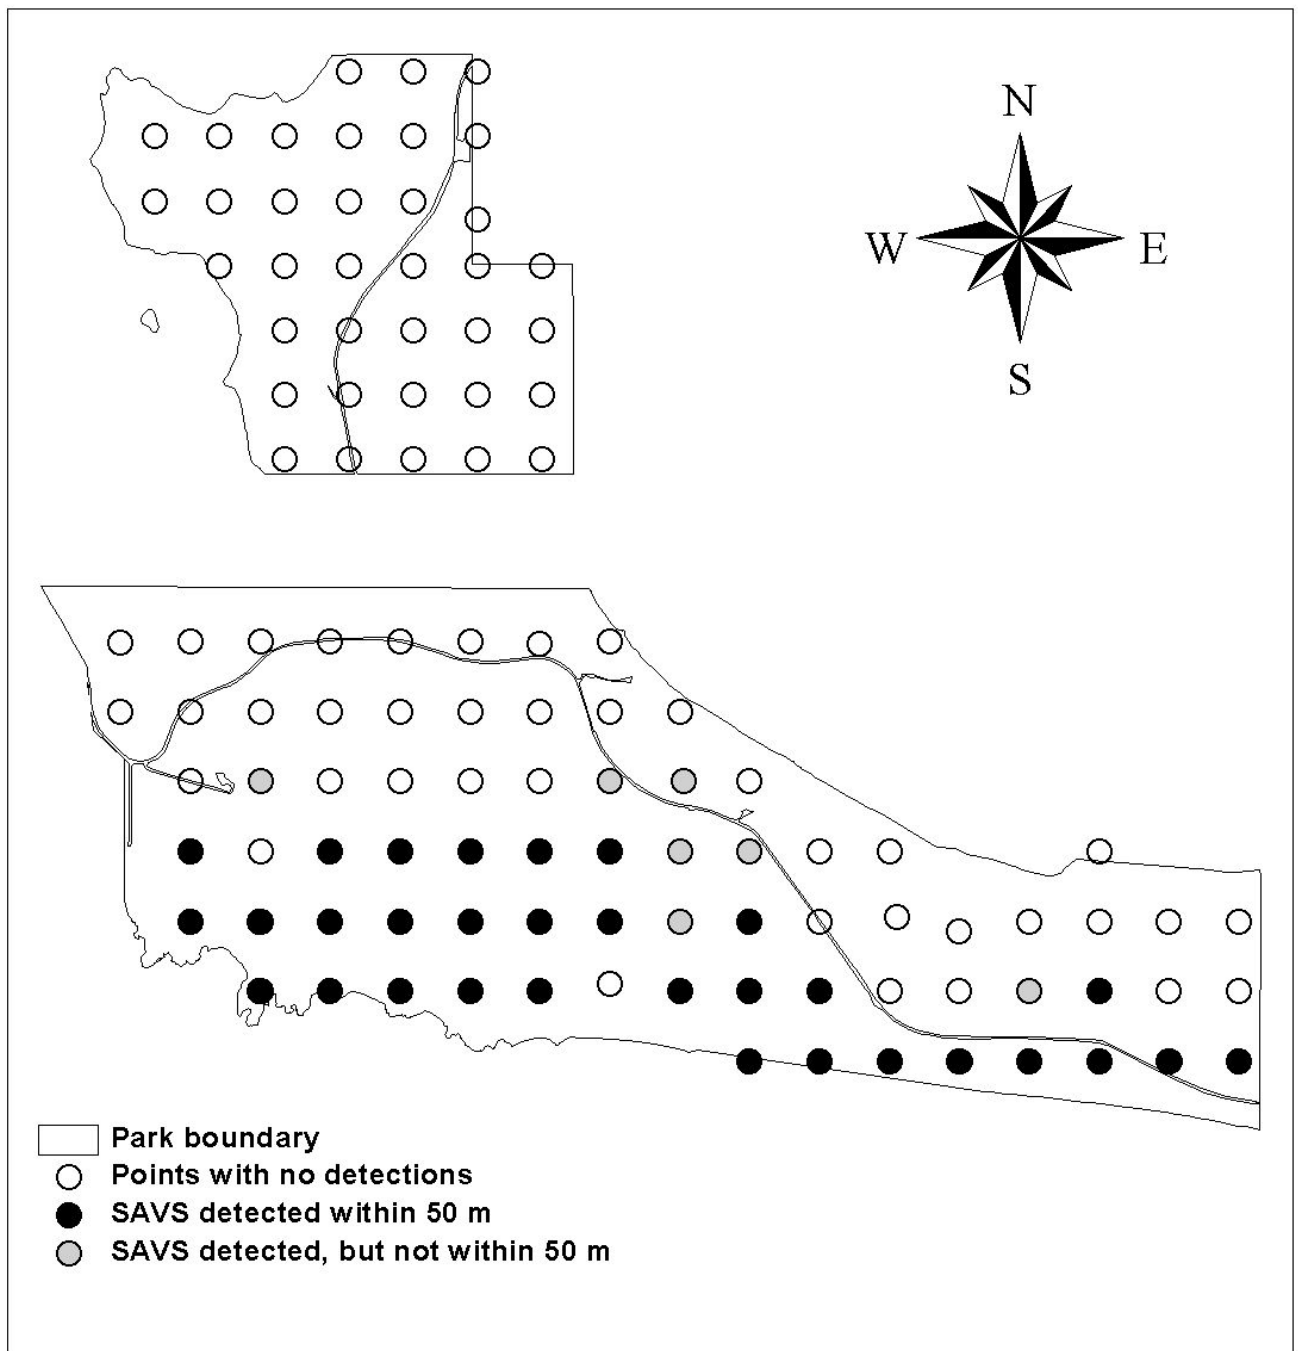 N
W
E
S
Park boundary
Points with no detections
SAVS detected within 50 m
SAVS detected, but not within 50 m